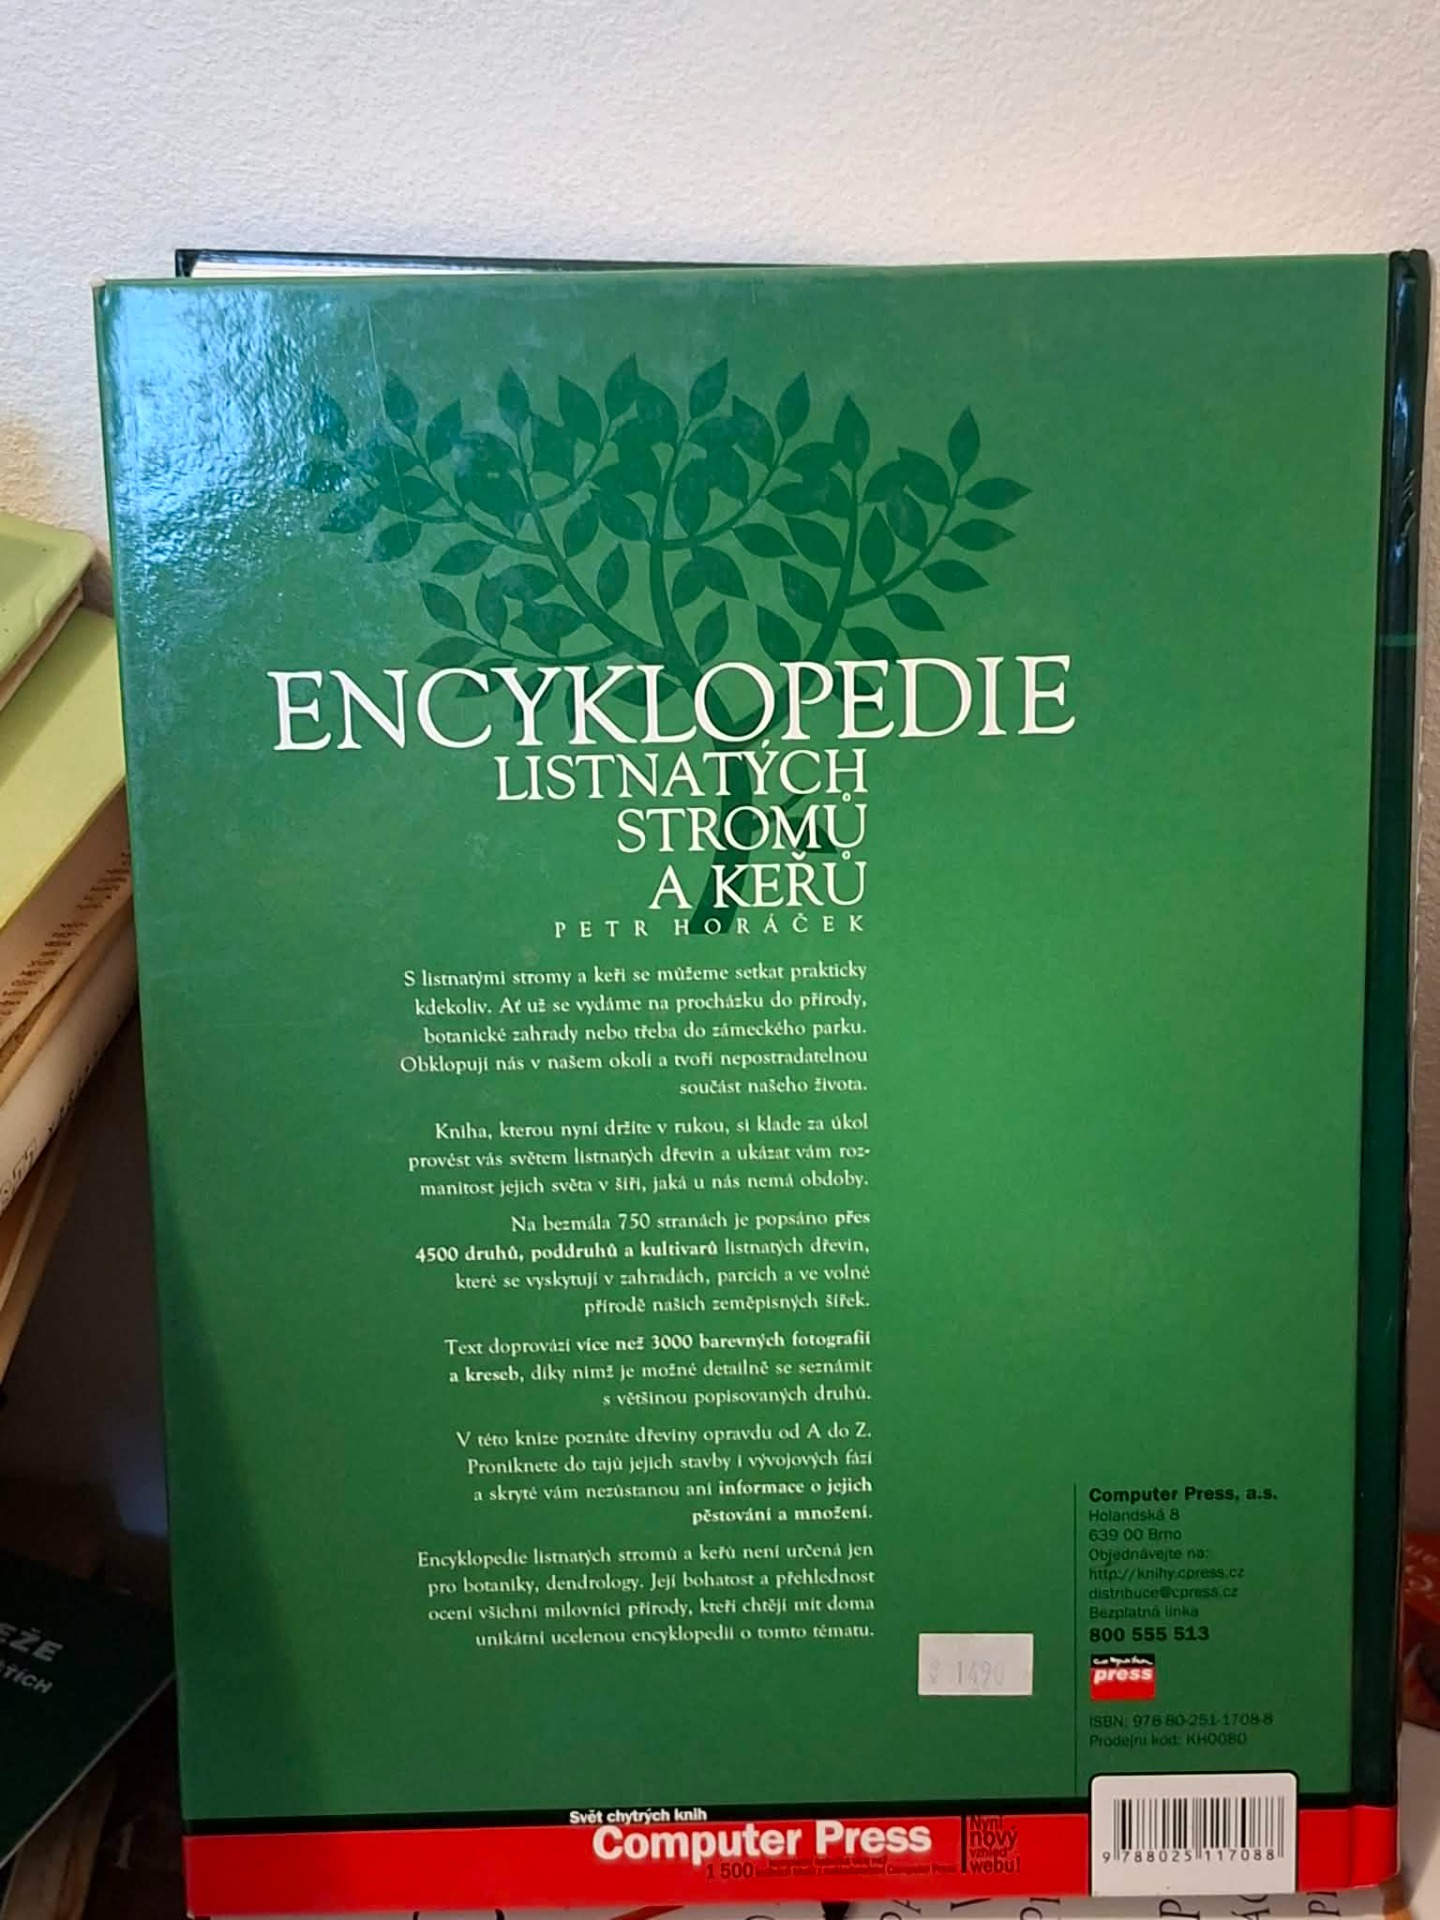 ENCYKLOPEDIE
LISTNATÝCH
STROMŮ
A KEŘŮ
PETR HORÁČEK
S listnatými stromy a keři se můžeme setkat prakticky
kdekoliv. Ať už se vydáme na procházku do přírody,
botanické zahrady nebo třeba do zámeckého parku.
Obklopují nás v našem okolí a tvoří nepostradatelnou
součást našeho života.
Kniha, kterou nyní držíte v rukou, si klade za úkol
provést vás světem listnatých dřevin a ukázat vám roz-
manitost jejich světa v šíři, jaká u nás nemá obdoby.
Na bezmála 750 stranách je popsáno přes
4500 druhů, poddruhů a kultivarů listnatých dřevin,
které se vyskytují v zahradách, parcích a ve volné
přírodě našich zeměpisných šířek.
Text doprovází více než 3000 barevných fotografií
a kreseb, díky nimž je možné detailně se seznámit
s většinou popisovaných druhů.
V této knize poznáte dřeviny opravdu od A do Z.
Proniknete do tajů jejich stavby i vývojových fází
a skryté vám nezůstanou ani informace o jejich
pěstování a množení.
Encyklopedie listnatých stromů a keřů není určená jen
pro botaniky, dendrology. Její bohatost a přehlednost
ocení všichni milovníci přírody, kteří chtějí mít doma
unikátní ucelenou encyklopedii o tomto tématu.
1490
Computer Press, a.s.
Holandská 8
639 00 Brno
Objednávejte na:
http://knihy.cpress.cz
distribuce@cpress.cz
Bezplatná linka
800 555 513
computer
press
ISBN: 978-80-251-1708-8
Prodejní kód: KH0080
9 788025 117088
Svět chytrých knih
Computer Press
1 500
Nyní
nový
vzhled
webu!
EŽE